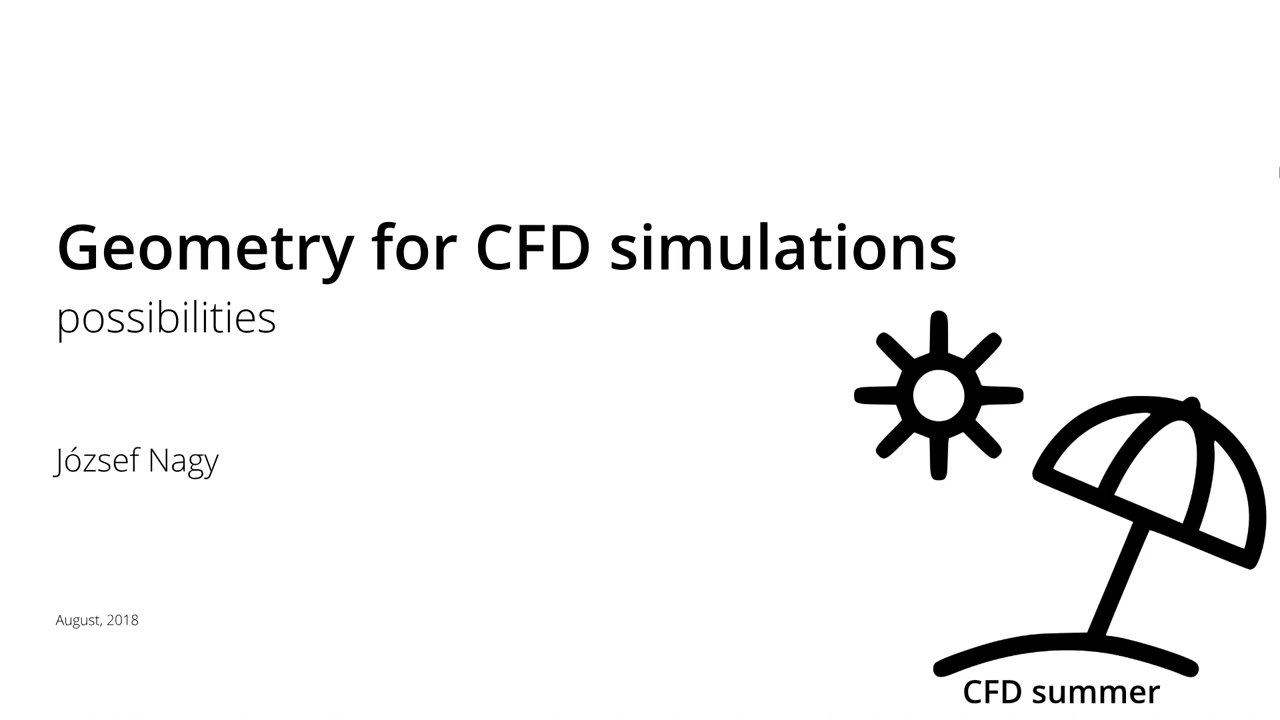 Geometry for CFD simulations
possibilities
József Nagy
August, 2018
CFD summer